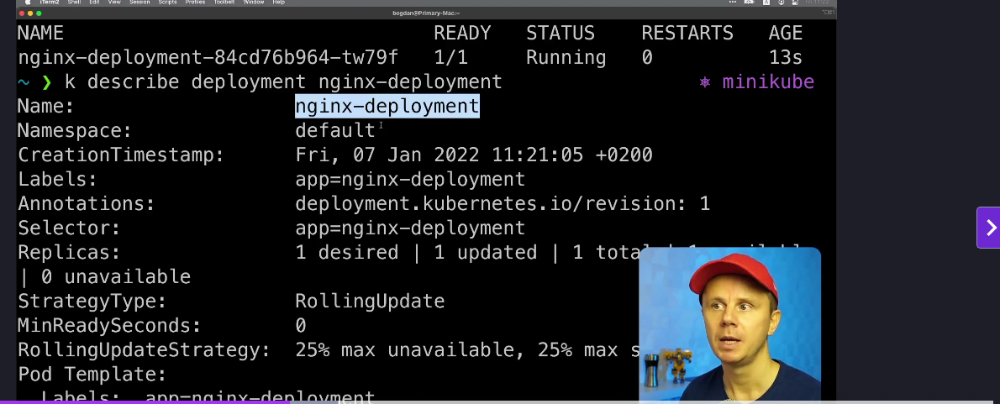 iTerm2 Shell Edit View Session Scripts Profiles Toolbelt Window Help
bogdan@Primary-Mac:~
NAME READY STATUS RESTARTS AGE
nginx-deployment-84cd76b964-tw79f 1/1 Running 0 13s
~ ❯ k describe deployment nginx-deployment ⎈ minikube
Name: nginx-deployment
Namespace: default
CreationTimestamp: Fri, 07 Jan 2022 11:21:05 +0200
Labels: app=nginx-deployment
Annotations: deployment.kubernetes.io/revision: 1
Selector: app=nginx-deployment
Replicas: 1 desired | 1 updated | 1 total |
| 0 unavailable
StrategyType: RollingUpdate
MinReadySeconds: 0
RollingUpdateStrategy: 25% max unavailable, 25% max
Pod Template:
Labels: app=nginx-deployment